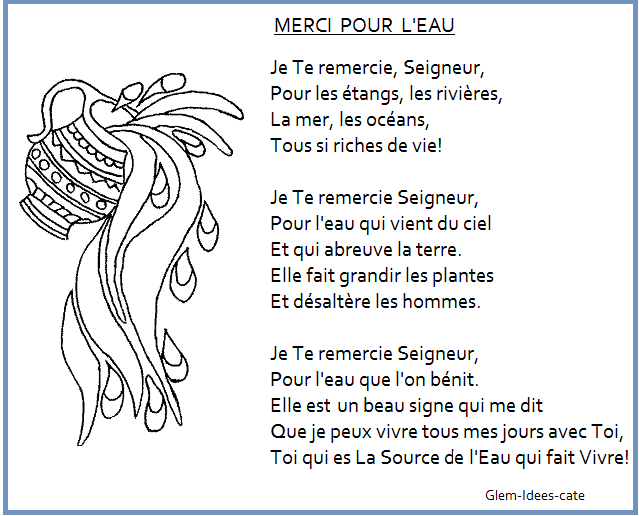 MERCI POUR L'EAU
Je Te remercie, Seigneur,
Pour les étangs, les rivières,
La mer, les océans,
Tous si riches de vie!
Je Te remercie Seigneur,
Pour l'eau qui vient du ciel
Et qui abreuve la terre.
Elle fait grandir les plantes
Et désaltère les hommes.
Je Te remercie Seigneur,
Pour l'eau que l'on bénit.
Elle est un beau signe qui me dit
Que je peux vivre tous mes jours avec Toi,
Toi qui es La Source de l'Eau qui fait Vivre!
Glem-Idees-cate